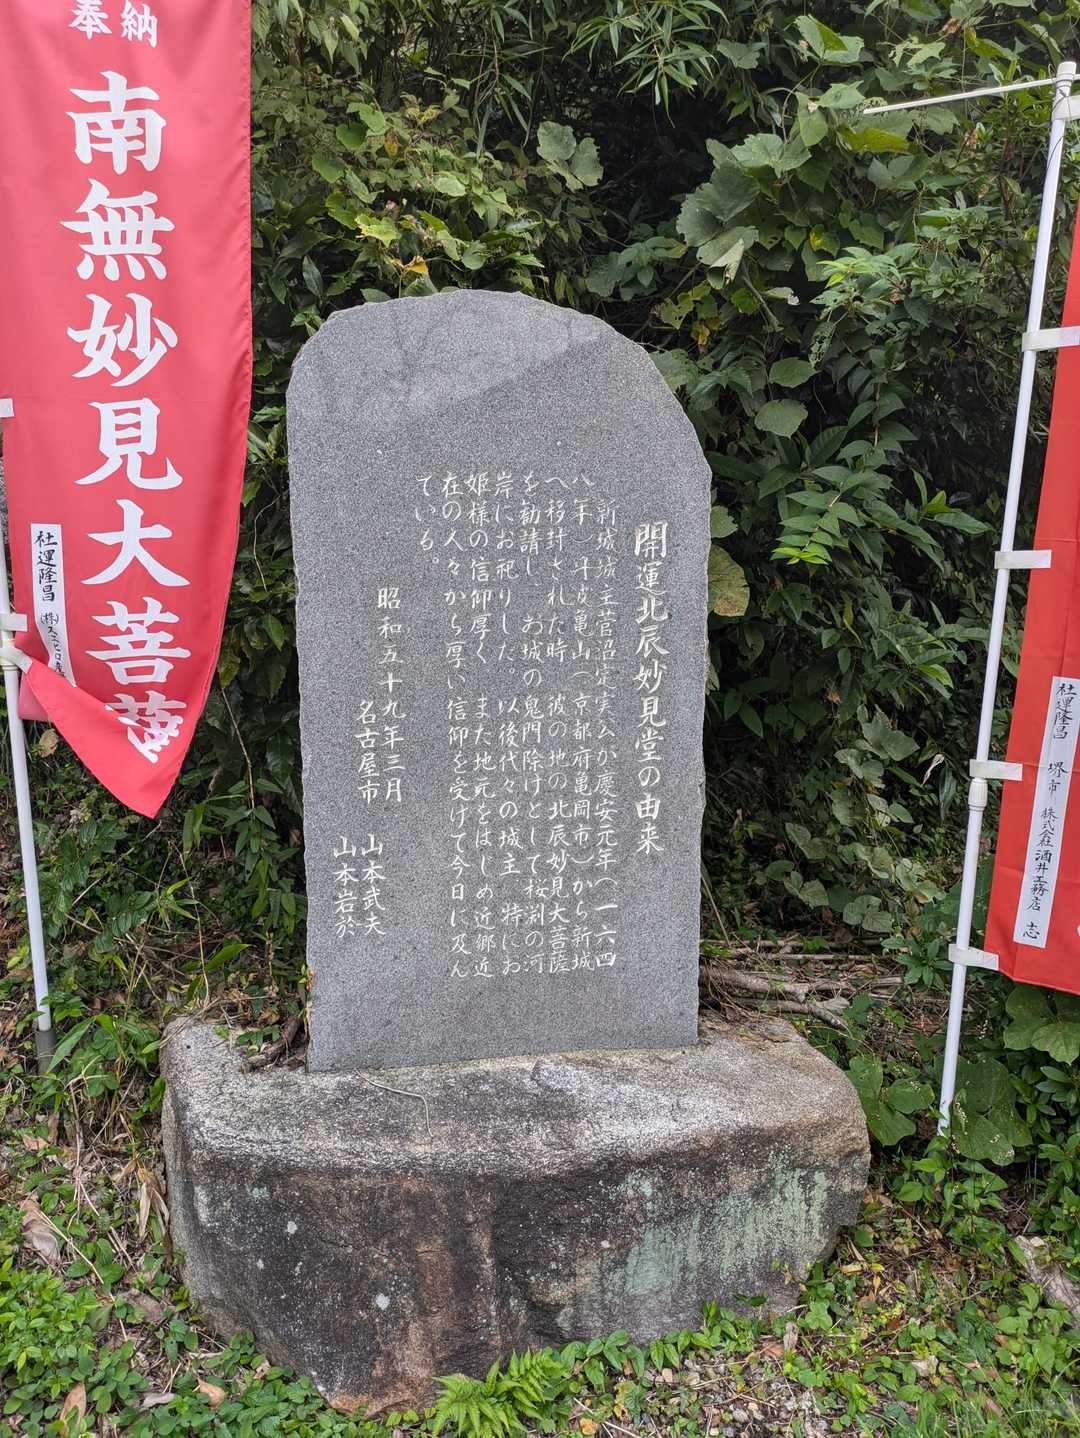 開運北辰妙見堂の由来
新城城主菅沼定実公が慶安元年（一六四
八年）丹波亀山（京都府亀岡市）から新城
へ移封された時、彼の地の北辰妙見大菩薩
を勧請し、お城の鬼門除けとして桜渕の河
岸にお祀りした。以後代々の城主、特にお
姫様の信仰厚く、また地元をはじめ近郷近
在の人々から厚い信仰を受けて今日に及ん
でいる。
昭和五十九年三月
名古屋市 山本武夫
山本岩於
奉納
南無妙見大菩薩
社運隆昌
社運隆昌 堺市 株式会社 酒井工務店 志